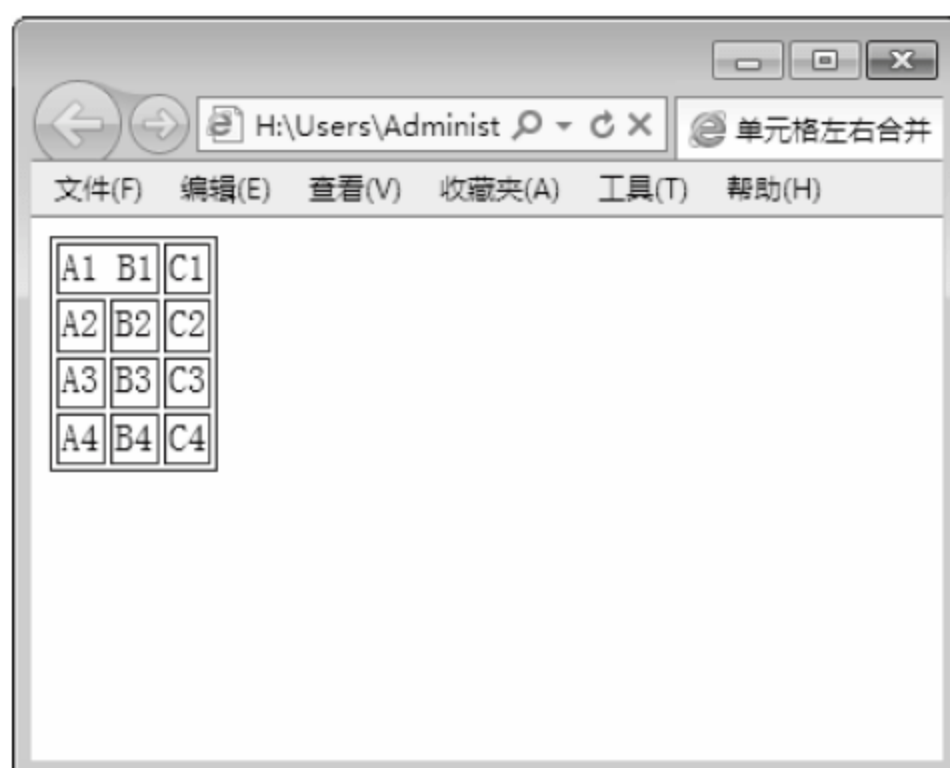 H:\Users\Administ 单元格左右合并
文件(F) 编辑(E) 查看(V) 收藏夹(A) 工具(T) 帮助(H)
A1 B1 C1
A2 B2 C2
A3 B3 C3
A4 B4 C4